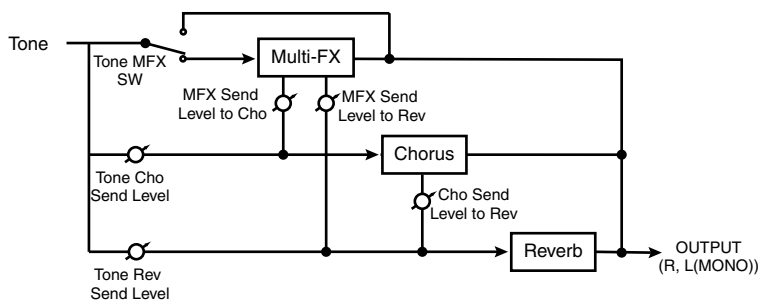 Tone
Tone MFX
SW
Multi-FX
MFX Send
Level to Cho
MFX Send
Level to Rev
Tone Cho
Send Level
Chorus
Cho Send
Level to Rev
Tone Rev
Send Level
Reverb
OUTPUT
(R, L(MONO))